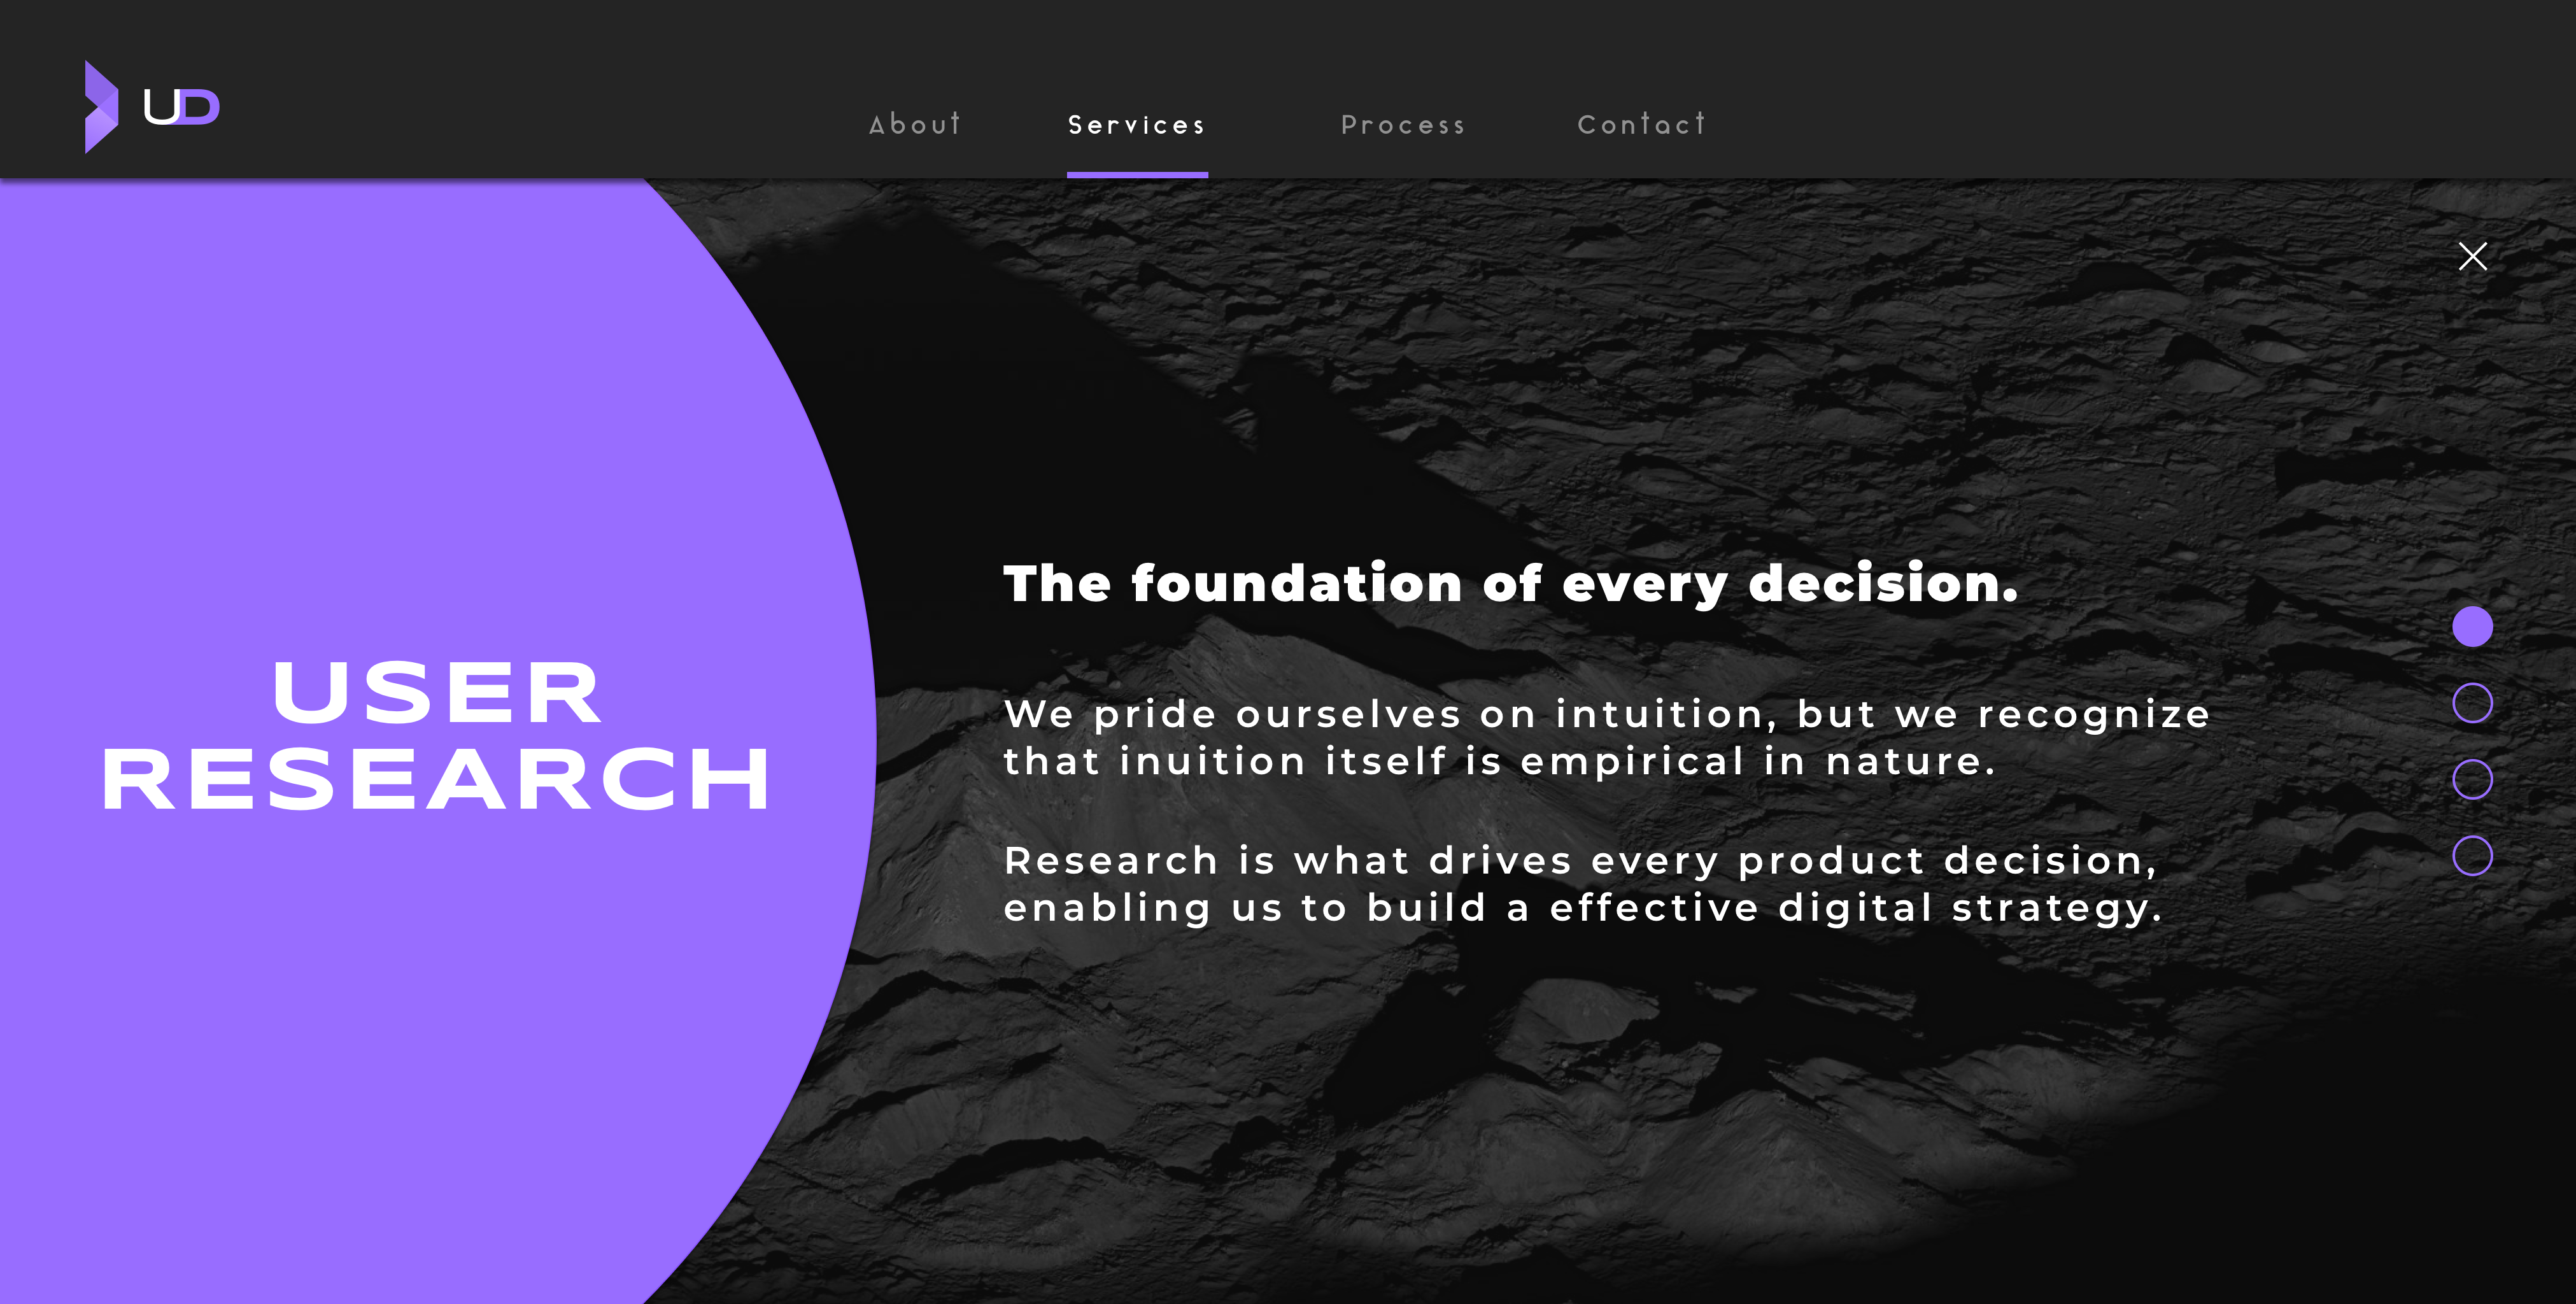 UD
About Services Process Contact
USER
RESEARCH
The foundation of every decision.
We pride ourselves on intuition, but we recognize
that inuition itself is empirical in nature.
Research is what drives every product decision,
enabling us to build a effective digital strategy.